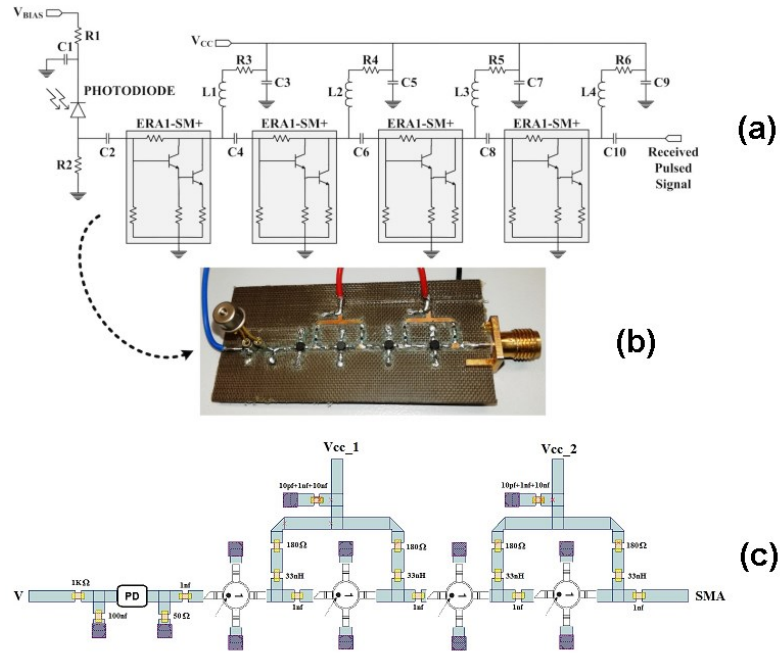 V_BIAS
R1
C1
PHOTODIODE
R2
C2
V_CC
R3
C3
L1
R4
C5
L2
R5
C7
L3
R6
C9
L4
ERA1-SM+
ERA1-SM+
ERA1-SM+
ERA1-SM+
C4
C6
C8
C10
Received
Pulsed
Signal
(a)
(b)
Vcc_1
Vcc_2
10pf+1nf+10nf
10pf+1nf+10nf
180Ω
180Ω
180Ω
180Ω
(c)
33nH
33nH
33nH
33nH
V
1KΩ
PD
1nf
1nf
1nf
1nf
1nf
SMA
100nf
50Ω